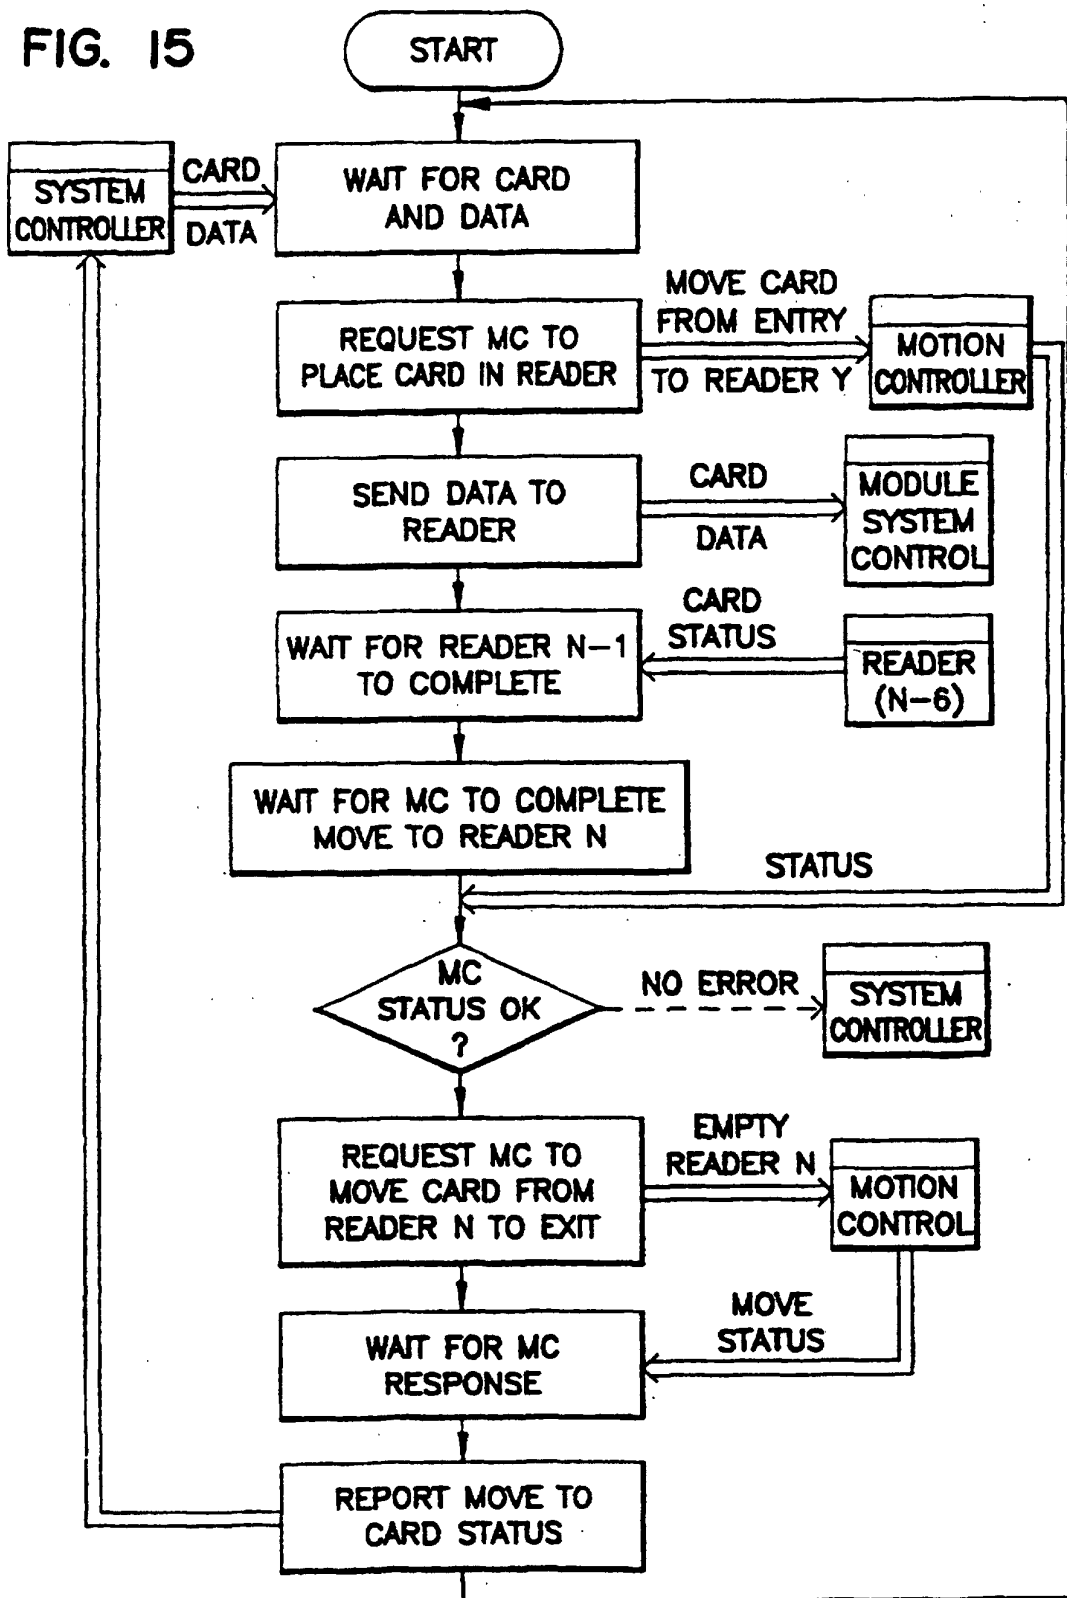 FIG. 15
START
SYSTEM
CONTROLLER
CARD
DATA
WAIT FOR CARD
AND DATA
REQUEST MC TO
PLACE CARD IN READER
MOVE CARD
FROM ENTRY
TO READER Y
MOTION
CONTROLLER
SEND DATA TO
READER
CARD
DATA
MODULE
SYSTEM
CONTROL
WAIT FOR READER N-1
TO COMPLETE
CARD
STATUS
READER
(N-6)
WAIT FOR MC TO COMPLETE
MOVE TO READER N
STATUS
MC
STATUS OK
?
NO ERROR
SYSTEM
CONTROLLER
REQUEST MC TO
MOVE CARD FROM
READER N TO EXIT
EMPTY
READER N
MOTION
CONTROL
WAIT FOR MC
RESPONSE
MOVE
STATUS
REPORT MOVE TO
CARD STATUS